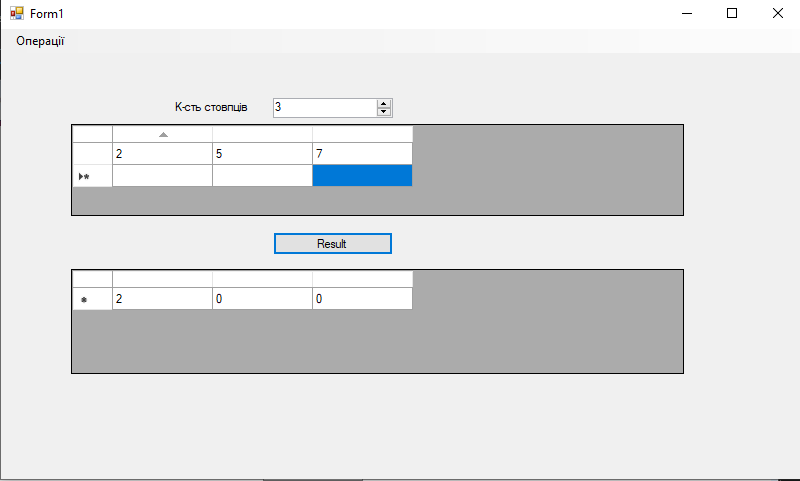 Form1
Операції
К-сть стовпців 3
2 5 7
Result
2 0 0